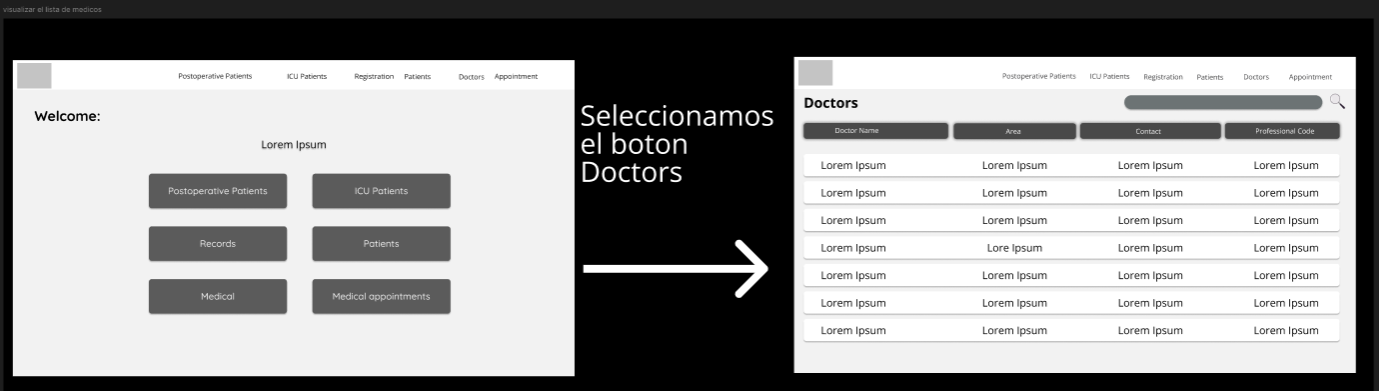 visualizar el lista de medicos
Postoperative Patients ICU Patients Registration Patients Doctors Appointment
Welcome:
Lorem Ipsum
Postoperative Patients ICU Patients
Records Patients
Medical Medical appointments
Seleccionamos
el boton
Doctors
Postoperative Patients ICU Patients Registration Patients Doctors Appointment
Doctors
Doctor Name Area Contact Professional Code
Lorem Ipsum Lorem Ipsum Lorem Ipsum Lorem Ipsum
Lorem Ipsum Lorem Ipsum Lorem Ipsum Lorem Ipsum
Lorem Ipsum Lorem Ipsum Lorem Ipsum Lorem Ipsum
Lorem Ipsum Lore Ipsum Lorem Ipsum Lorem Ipsum
Lorem Ipsum Lorem Ipsum Lorem Ipsum Lorem Ipsum
Lorem Ipsum Lorem Ipsum Lorem Ipsum Lorem Ipsum
Lorem Ipsum Lorem Ipsum Lorem Ipsum Lorem Ipsum